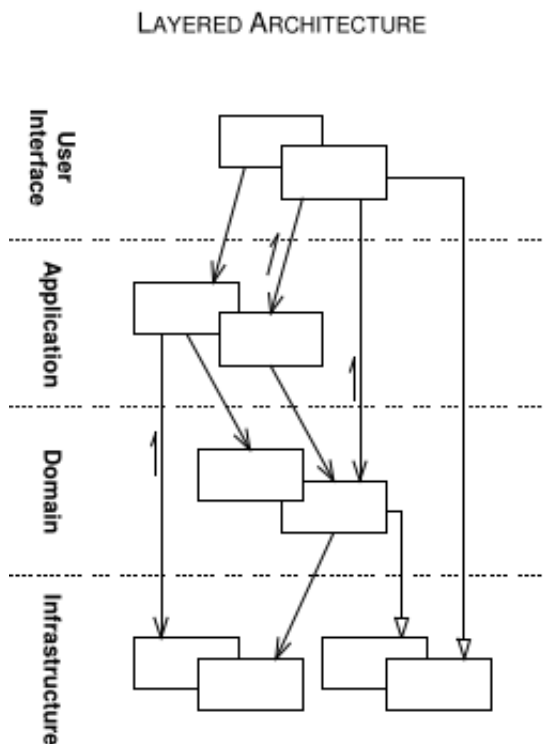 LAYERED ARCHITECTURE
User
Interface
Application
Domain
Infrastructure